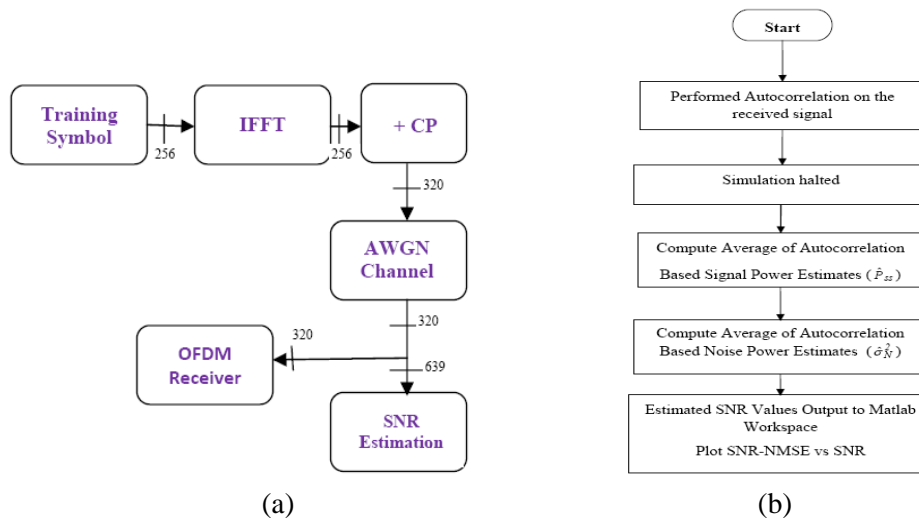 Training
Symbol
256
IFFT
256
+ CP
320
AWGN
Channel
320
320
639
OFDM
Receiver
SNR
Estimation
(a)
Start
Performed Autocorrelation on the
received signal
Simulation halted
Compute Average of Autocorrelation
Based Signal Power Estimates ( P̂ss )
Compute Average of Autocorrelation
Based Noise Power Estimates ( σ̂²N )
Estimated SNR Values Output to Matlab
Workspace
Plot SNR-NMSE vs SNR
(b)